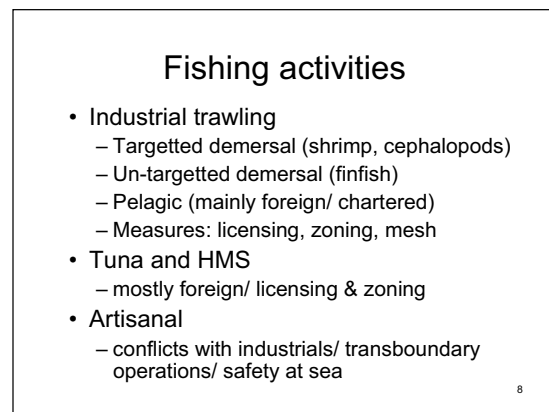 Fishing activities
• Industrial trawling
– Targetted demersal (shrimp, cephalopods)
– Un-targetted demersal (finfish)
– Pelagic (mainly foreign/ chartered)
– Measures: licensing, zoning, mesh
• Tuna and HMS
– mostly foreign/ licensing & zoning
• Artisanal
– conflicts with industrials/ transboundary
operations/ safety at sea
8